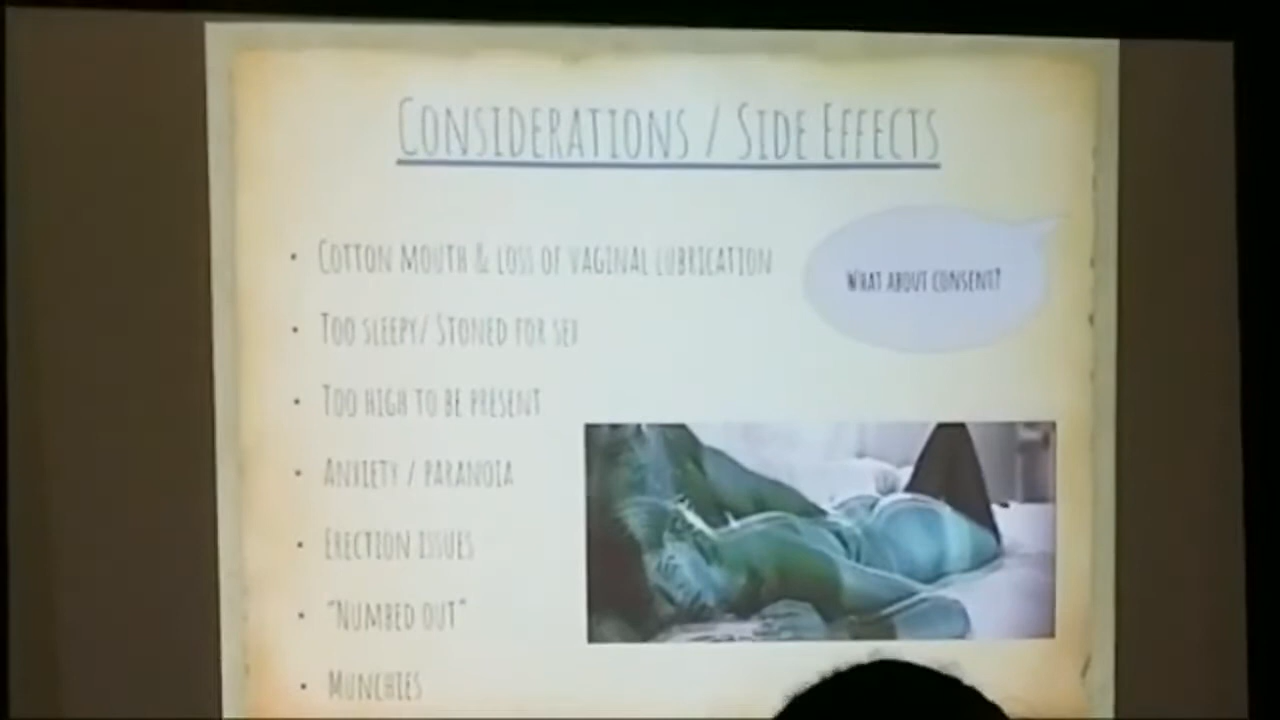 CONSIDERATIONS / SIDE EFFECTS
• COTTON MOUTH & LOSS OF VAGINAL LUBRICATION
WHAT ABOUT CONSENT?
• TOO SLEEPY/ STONED FOR SEX
• TOO HIGH TO BE PRESENT
• ANXIETY / PARANOIA
• ERECTION ISSUES
• "NUMBED OUT"
• MUNCHIES